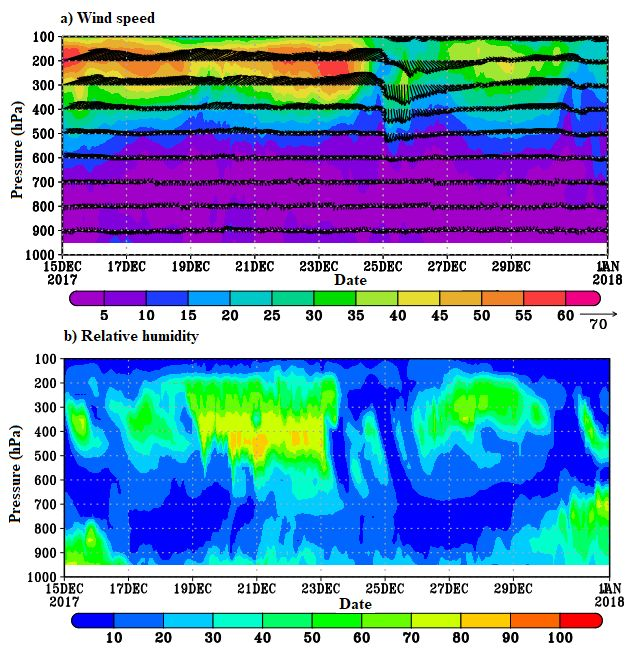 a) Wind speed
100
200
300
400
500
600
700
800
900
1000
Pressure (hPa)
15DEC 17DEC 19DEC 21DEC 23DEC 25DEC 27DEC 29DEC 1JAN
2017 Date 2018
5 10 15 20 25 30 35 40 45 50 55 60 70
b) Relative humidity
100
200
300
400
500
600
700
800
900
1000
Pressure (hPa)
15DEC 17DEC 19DEC 21DEC 23DEC 25DEC 27DEC 29DEC 1JAN
2017 Date 2018
10 20 30 40 50 60 70 80 90 100